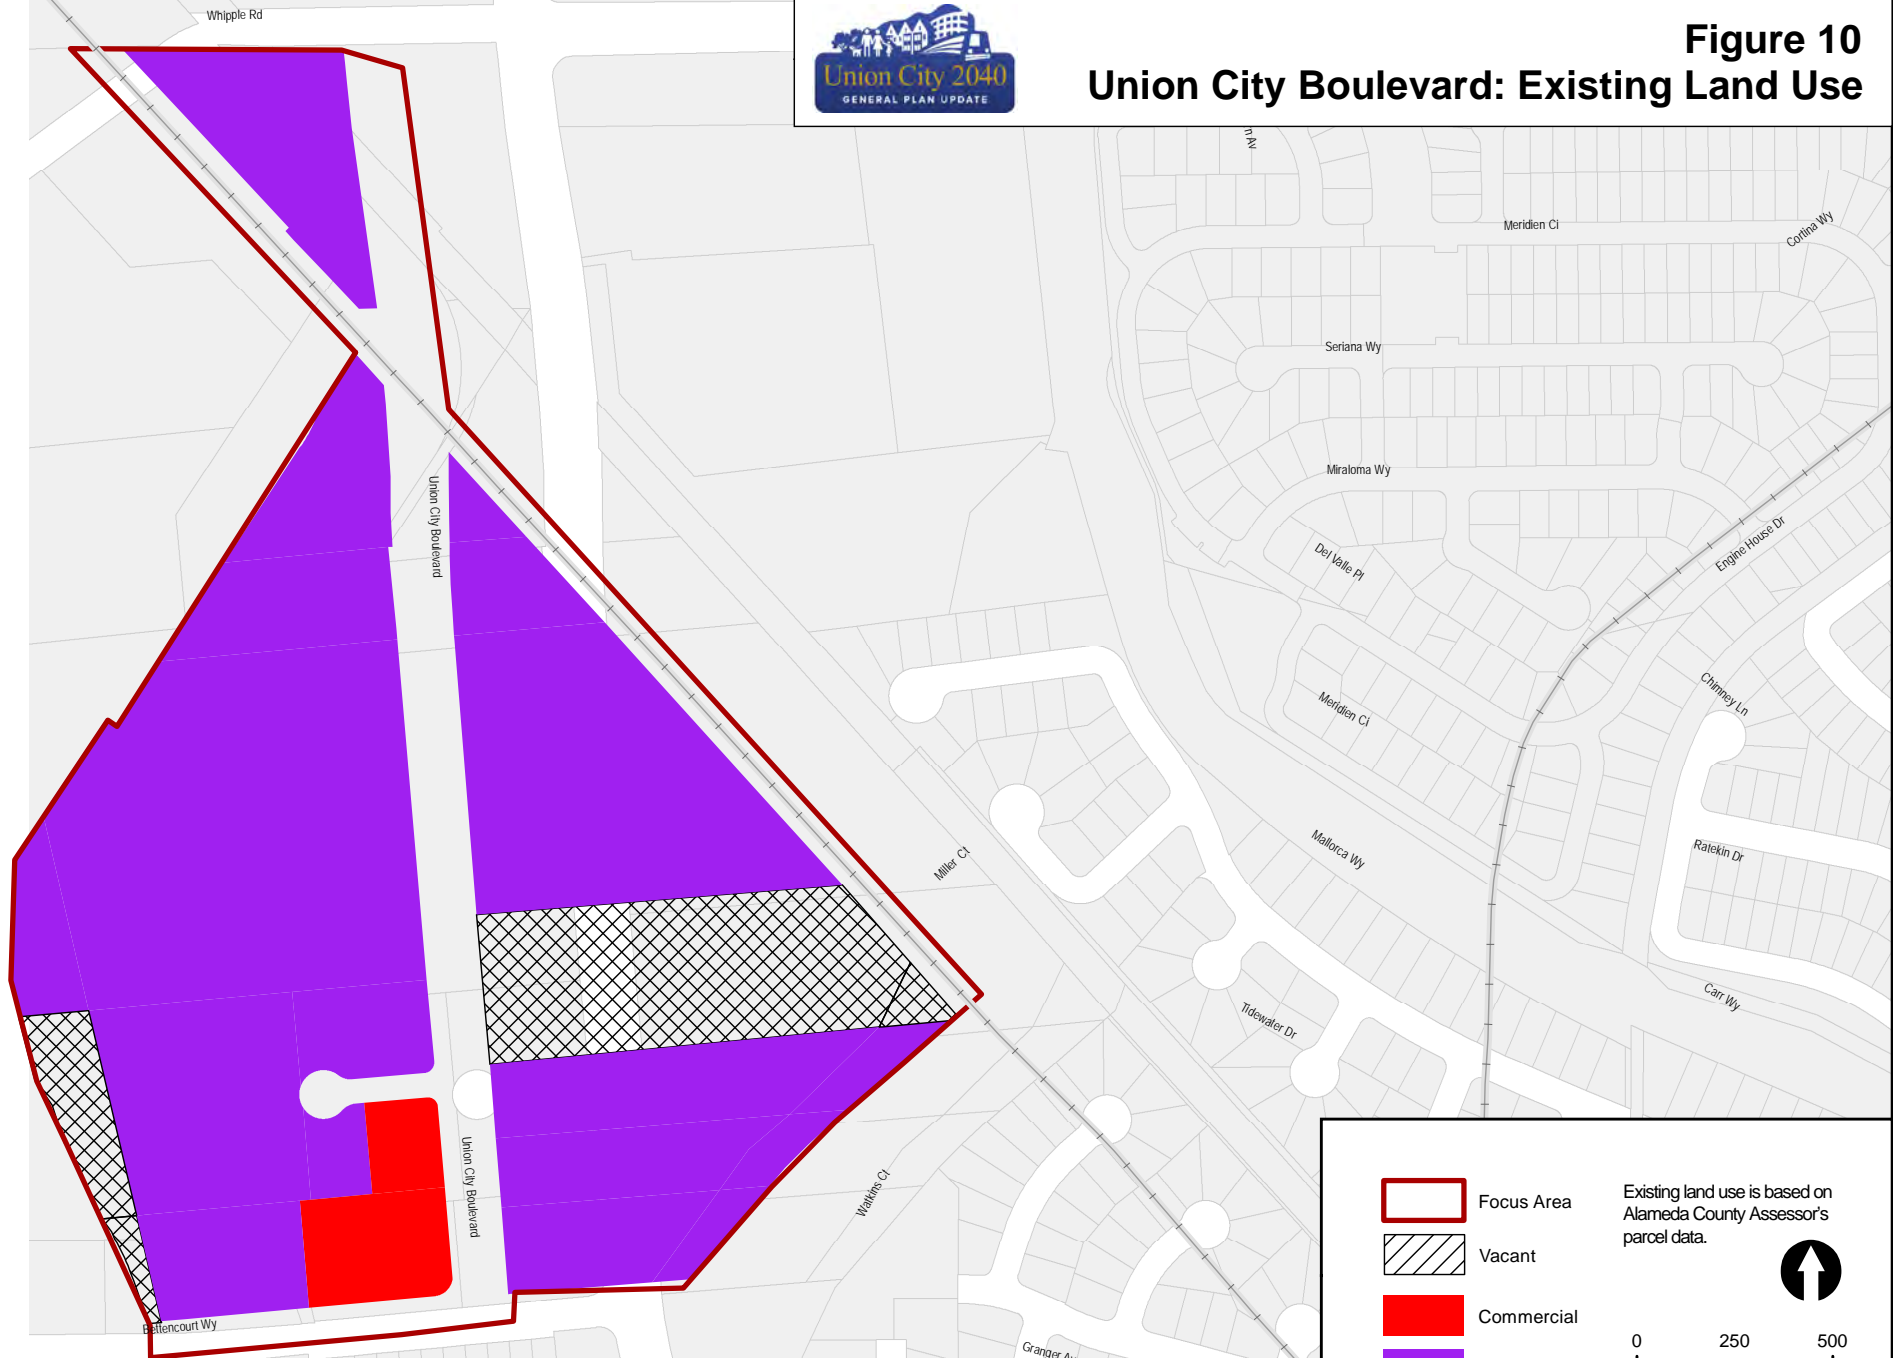 Whipple Rd
Union City 2040
GENERAL PLAN UPDATE
Figure 10
Union City Boulevard: Existing Land Use
Meridien Ci
Cortina Wy
Seriana Wy
Miraloma Wy
Union City Boulevard
Del Valle Pl
Engine House Dr
Meridien Ci
Chimney Ln
Mallorca Wy
Ratekin Dr
Miller Ct
Carr Wy
Tidewater Dr
Union City Boulevard
Watkins Ct
Bettencourt Wy
Granger
Focus Area
Vacant
Commercial
Existing land use is based on
Alameda County Assessor's
parcel data.
0 250 500